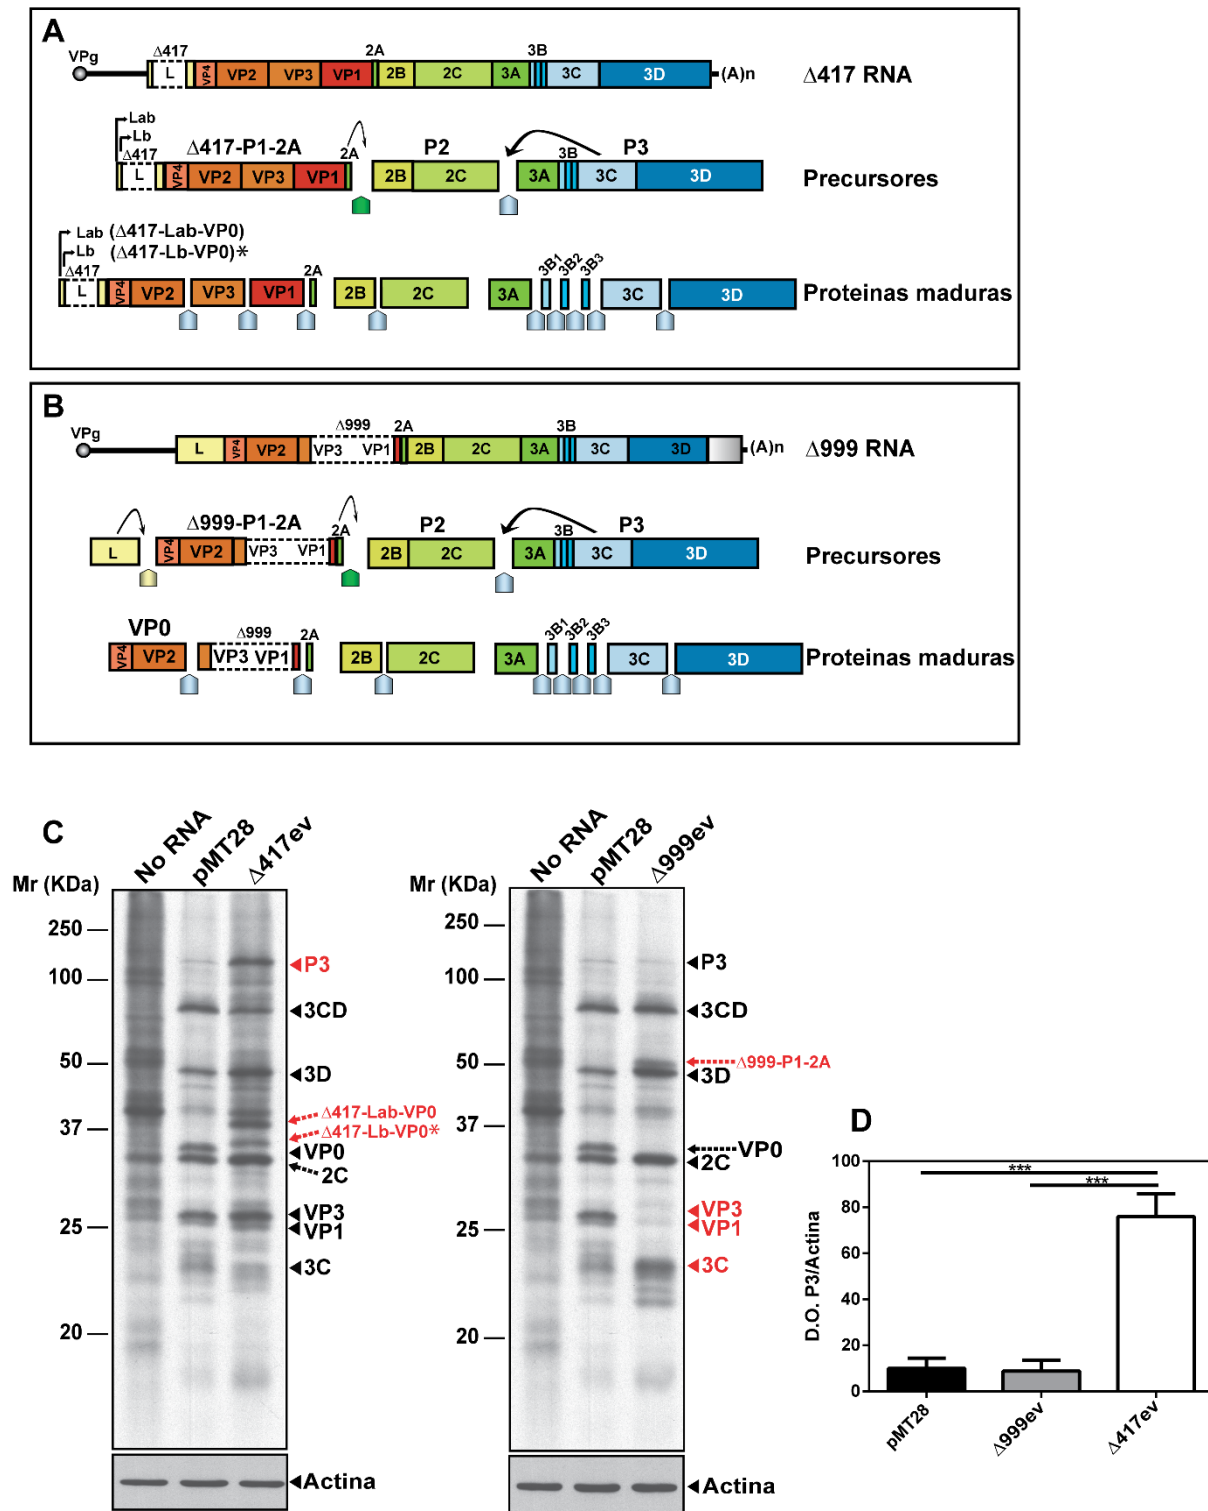 A
VPg
Δ417
2A
3B
L
VP4
VP2
VP3
VP1
2B
2C
3A
3C
3D
(A)n
Δ417 RNA
Lab
Lb
Δ417
Δ417-P1-2A
2A
P2
3B
P3
L
VP4
VP2
VP3
VP1
2B
2C
3A
3C
3D
Precursores
Lab (Δ417-Lab-VP0)
Lb (Δ417-Lb-VP0)*
Δ417
2A
3B1
3B2
3B3
L
VP4
VP2
VP3
VP1
2B
2C
3A
3C
3D
Proteinas maduras
B
VPg
Δ999
2A
3B
L
VP4
VP2
VP3
VP1
2B
2C
3A
3C
3D
(A)n
Δ999 RNA
Δ999-P1-2A
2A
P2
3B
P3
L
VP4
VP2
VP3
VP1
2B
2C
3A
3C
3D
Precursores
VP0
Δ999
2A
3B1
3B2
3B3
VP4
VP2
VP3
VP1
2B
2C
3A
3C
3D
Proteinas maduras
C
Mr (KDa)
No RNA
pMT28
Δ417ev
250
100
50
37
25
20
P3
3CD
3D
Δ417-Lab-VP0
Δ417-Lb-VP0*
VP0
2C
VP3
VP1
3C
Actina
Mr (KDa)
No RNA
pMT28
Δ999ev
250
100
50
37
25
20
P3
3CD
Δ999-P1-2A
3D
VP0
2C
VP3
VP1
3C
Actina
D
D.O. P3/Actina
100
80
60
40
20
0
***
***
pMT28
Δ999ev
Δ417ev